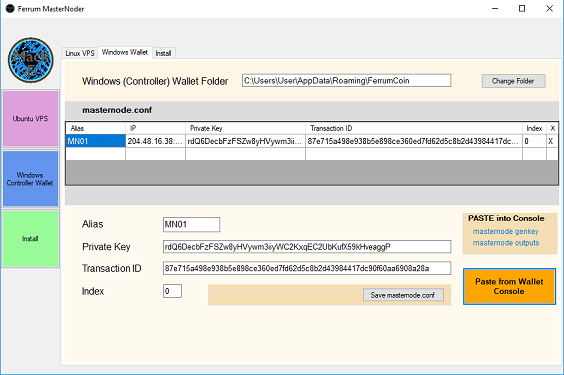 Ferrum MasterNoder
Linux VPS Windows Wallet Install
Windows (Controller) Wallet Folder C:\Users\User\AppData\Roaming\FerrumCoin Change Folder
masternode.conf
Alias IP Private Key Transaction ID Index X
MN01 204.48.16.38:... rdQ6DecbFzFSZw8yHVywm3ii... 87e715a498e938b5e898ce360ed7fd62d5c8b2d43984417dc... 0 X
Ubuntu VPS
Windows
Controller Wallet
Install
Alias MN01
Private Key rdQ6DecbFzFSZw8yHVywm3iiyWC2KxqEC2UbKufX59kHveaggP
Transaction ID 87e715a498e938b5e898ce360ed7fd62d5c8b2d43984417dc90f60aa6908a28a
Index 0
Save masternode.conf
PASTE into Console
masternode genkey
masternode outputs
Paste from Wallet
Console